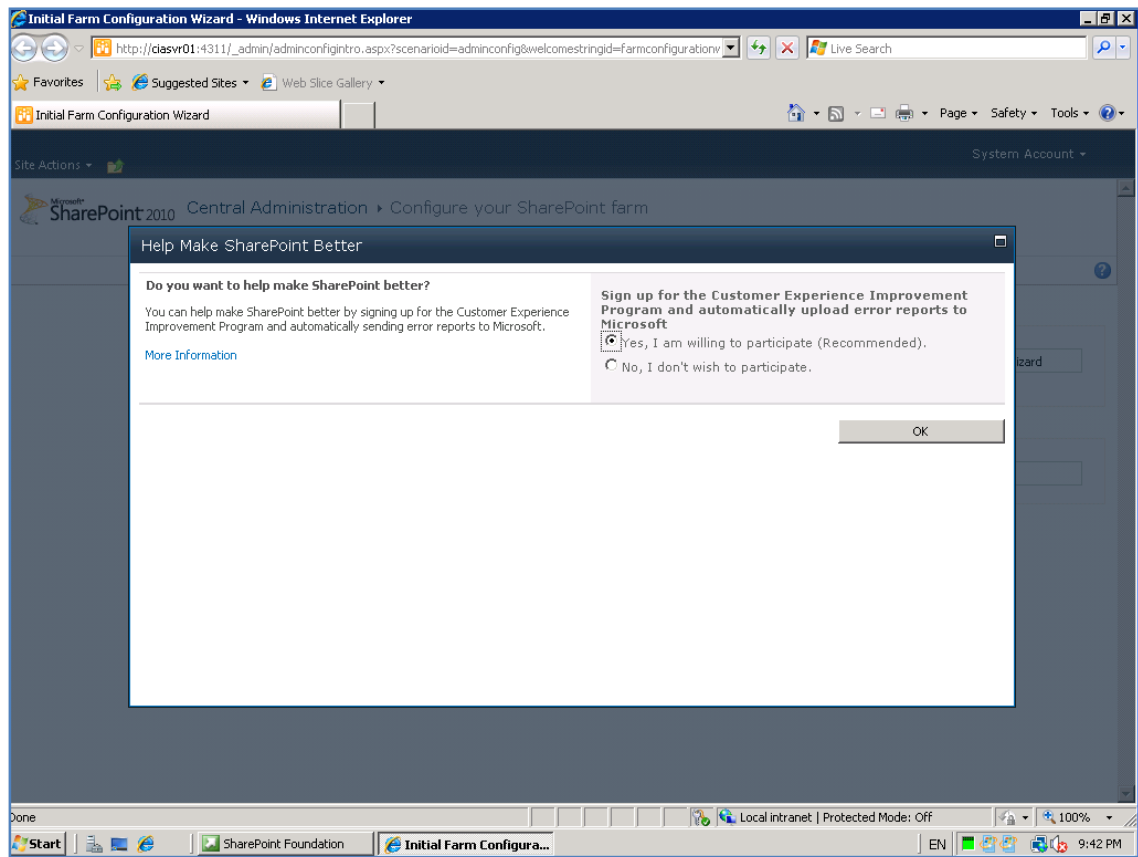 Initial Farm Configuration Wizard - Windows Internet Explorer
http://ciasvr01:4311/_admin/adminconfigintro.aspx?scenarioid=adminconfig&welcomestringid=farmconfigurationw
Live Search
Favorites
Suggested Sites
Web Slice Gallery
Initial Farm Configuration Wizard
Page
Safety
Tools
Site Actions
System Account
Microsoft
SharePoint 2010
Central Administration
Configure your SharePoint farm
Help Make SharePoint Better
Do you want to help make SharePoint better?
You can help make SharePoint better by signing up for the Customer Experience
Improvement Program and automatically sending error reports to Microsoft.
More Information
Sign up for the Customer Experience Improvement
Program and automatically upload error reports to
Microsoft
Yes, I am willing to participate (Recommended).
No, I don't wish to participate.
izard
OK
Done
Local intranet | Protected Mode: Off
100%
Start
SharePoint Foundation
Initial Farm Configura...
EN
9:42 PM